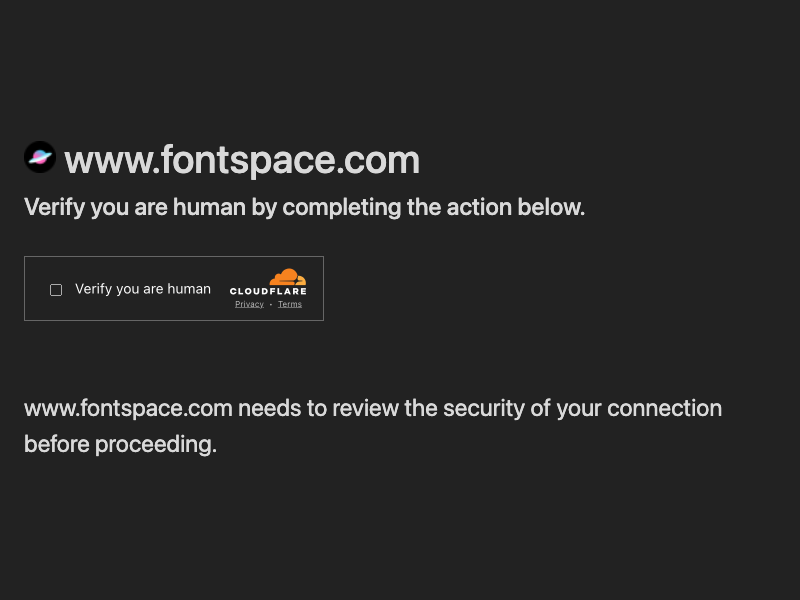 www.fontspace.com
Verify you are human by completing the action below.
Verify you are human
CLOUDFLARE
Privacy • Terms
www.fontspace.com needs to review the security of your connection
before proceeding.